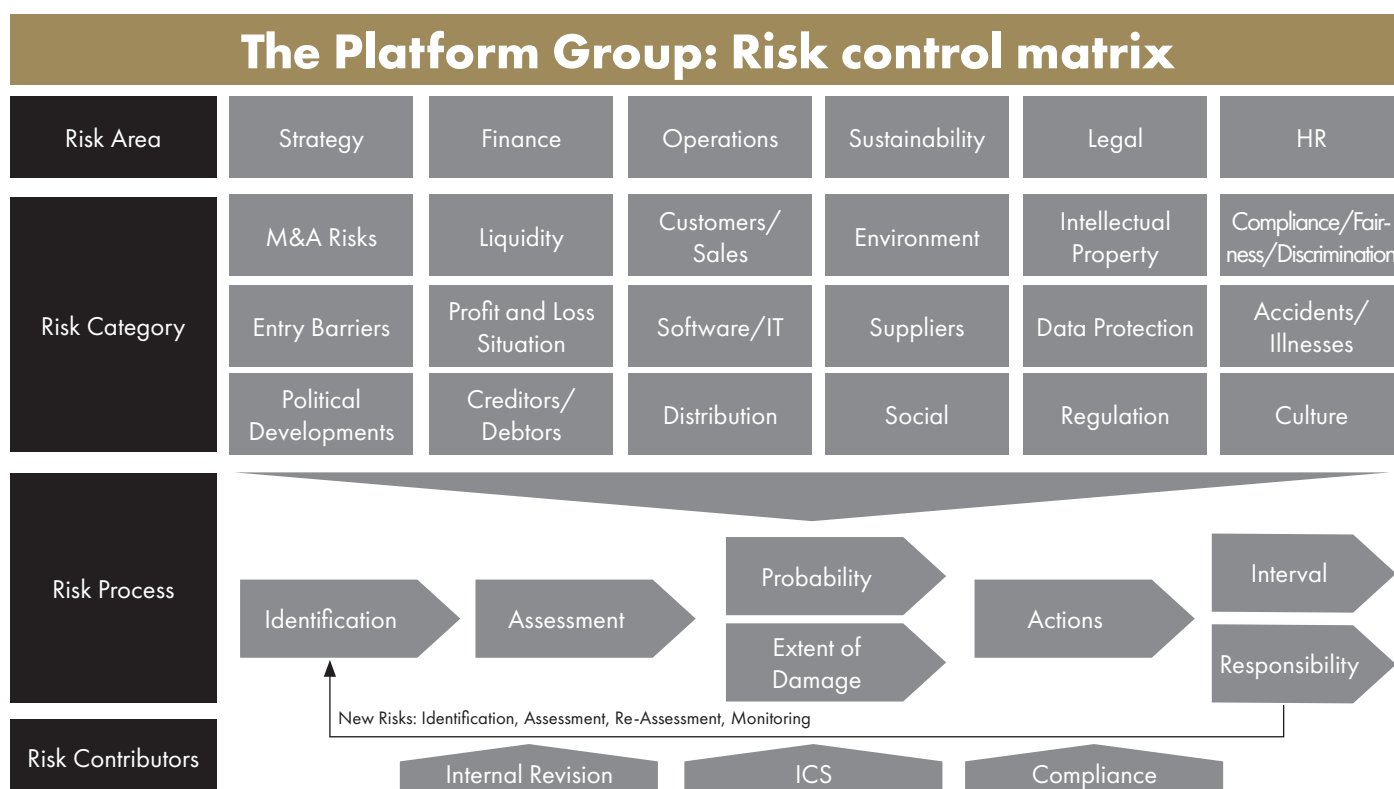 The Platform Group: Risk control matrix
Risk Area
Strategy
Finance
Operations
Sustainability
Legal
HR
Risk Category
M&A Risks
Liquidity
Customers/
Sales
Environment
Intellectual
Property
Compliance/Fair-
ness/Discrimination
Entry Barriers
Profit and Loss
Situation
Software/IT
Suppliers
Data Protection
Accidents/
Illnesses
Political
Developments
Creditors/
Debtors
Distribution
Social
Regulation
Culture
Risk Process
Identification
Assessment
Probability
Extent of
Damage
Actions
Interval
Responsibility
New Risks: Identification, Assessment, Re-Assessment, Monitoring
Risk Contributors
Internal Revision
ICS
Compliance